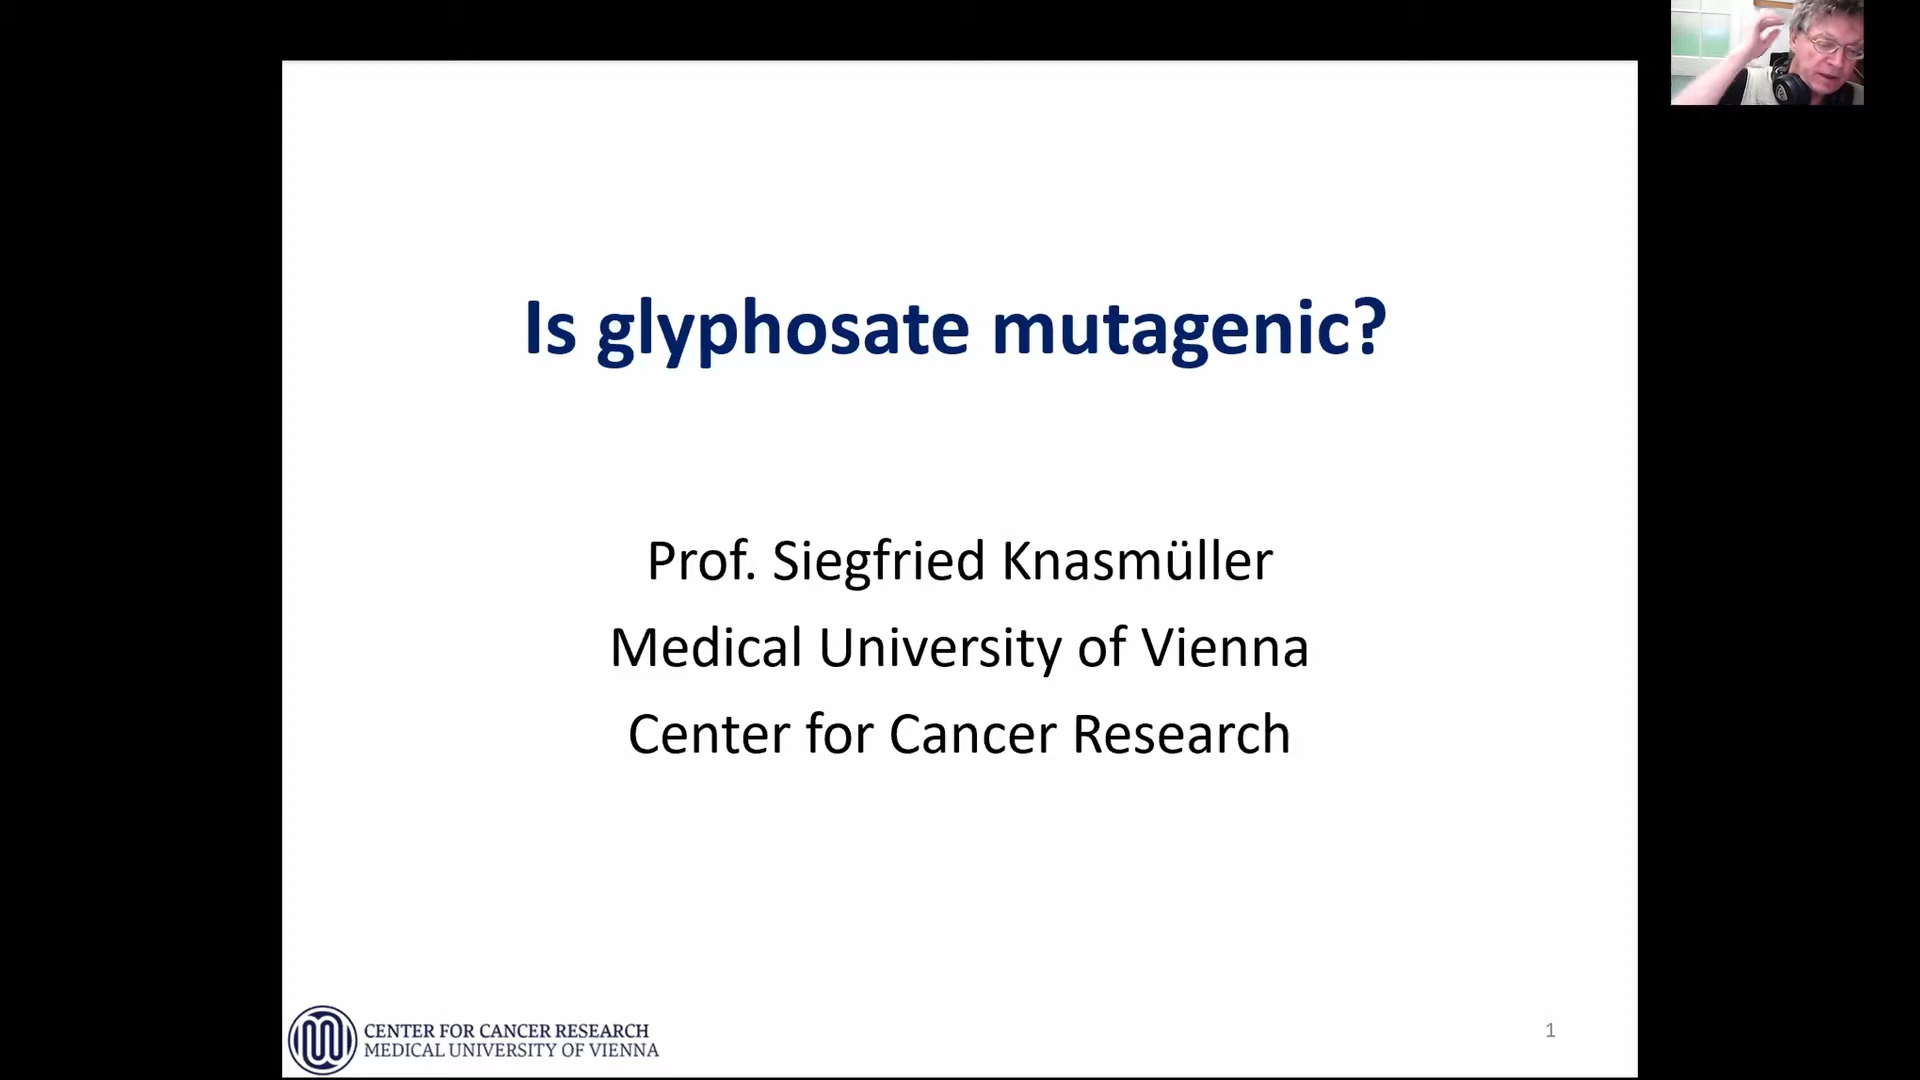 Is glyphosate mutagenic?
Prof. Siegfried Knasmüller
Medical University of Vienna
Center for Cancer Research
CENTER FOR CANCER RESEARCH
MEDICAL UNIVERSITY OF VIENNA
1